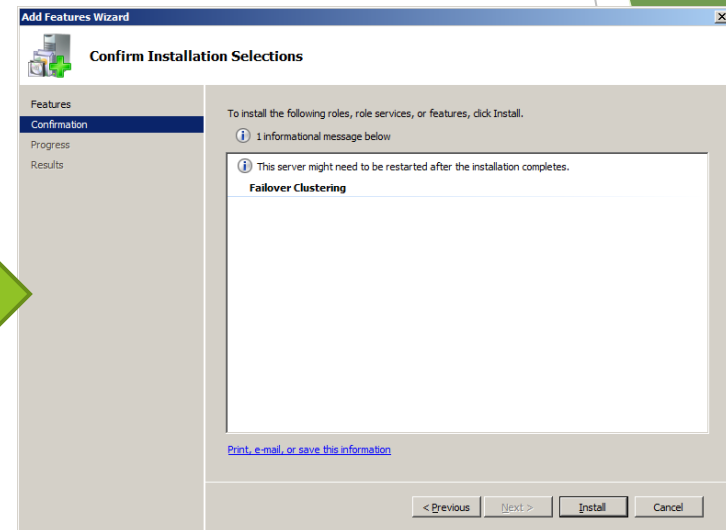 Add Features Wizard
Confirm Installation Selections
Features
Confirmation
Progress
Results
To install the following roles, role services, or features, click Install.
1 informational message below
This server might need to be restarted after the installation completes.
Failover Clustering
Print, e-mail, or save this information
< Previous
Next >
Install
Cancel